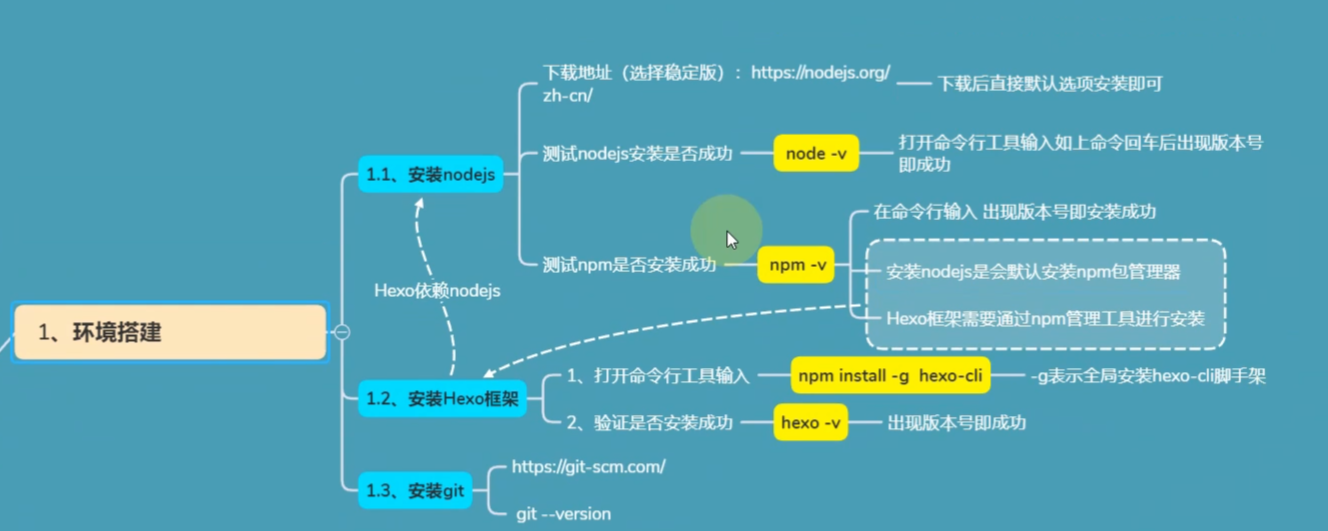 1、环境搭建
1.1、安装nodejs
下载地址（选择稳定版）：https://nodejs.org/
zh-cn/
下载后直接默认选项安装即可
测试nodejs安装是否成功
node -v
打开命令行工具输入如上命令回车后出现版本号
即成功
测试npm是否安装成功
npm -v
在命令行输入 出现版本号即安装成功
安装nodejs是会默认安装npm包管理器
Hexo框架需要通过npm管理工具进行安装
Hexo依赖nodejs
1.2、安装Hexo框架
1、打开命令行工具输入
npm install -g hexo-cli
-g表示全局安装hexo-cli脚手架
2、验证是否安装成功
hexo -v
出现版本号即成功
1.3、安装git
https://git-scm.com/
git --version